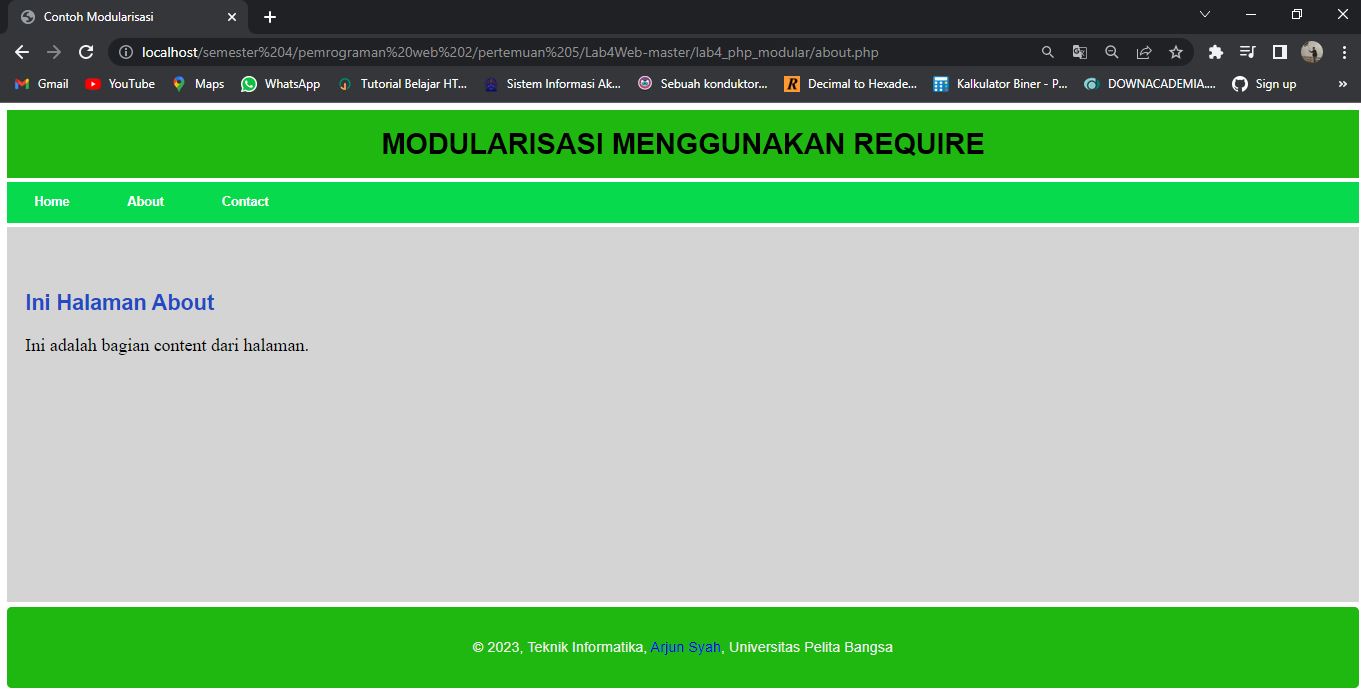 Contoh Modularisasi
localhost/semester%204/pemrograman%20web%202/pertemuan%205/Lab4Web-master/lab4_php_modular/about.php
Gmail YouTube Maps WhatsApp Tutorial Belajar HT... Sistem Informasi Ak... Sebuah konduktor... R Decimal to Hexade... Kalkulator Biner - P... DOWNACADEMIA.... Sign up »
MODULARISASI MENGGUNAKAN REQUIRE
Home About Contact
Ini Halaman About
Ini adalah bagian content dari halaman.
© 2023, Teknik Informatika, Arjun Syah, Universitas Pelita Bangsa